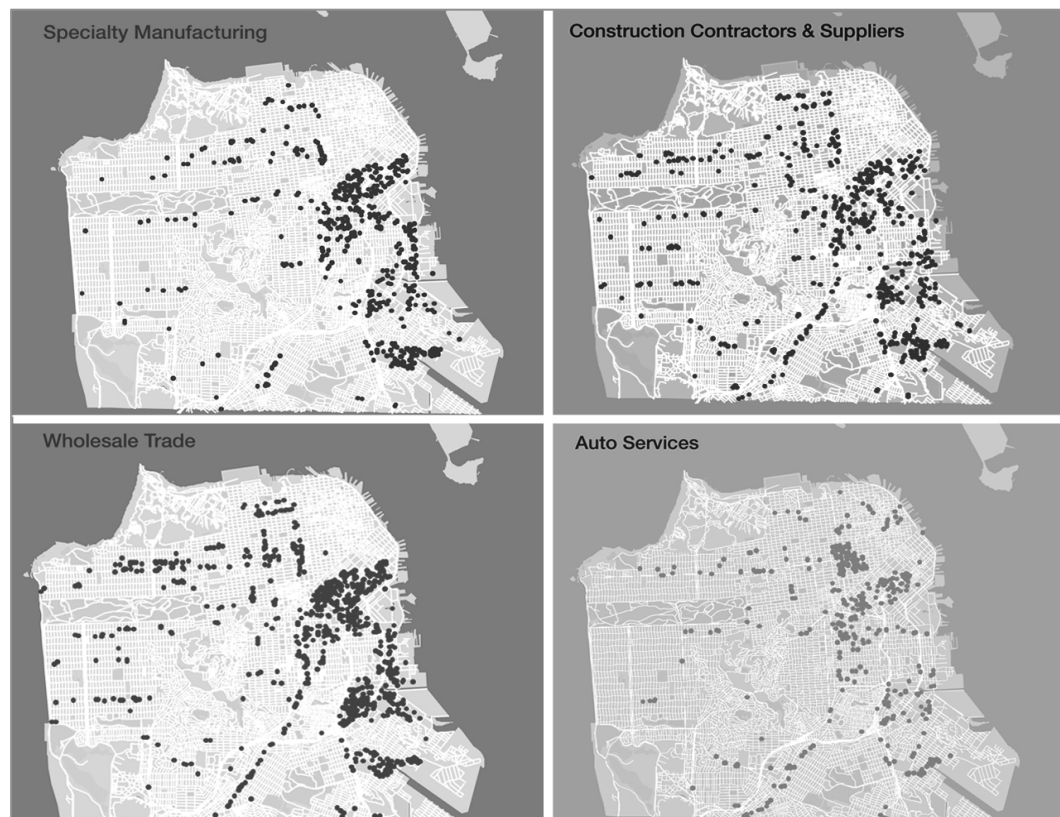 Specialty Manufacturing
Construction Contractors & Suppliers
Wholesale Trade
Auto Services